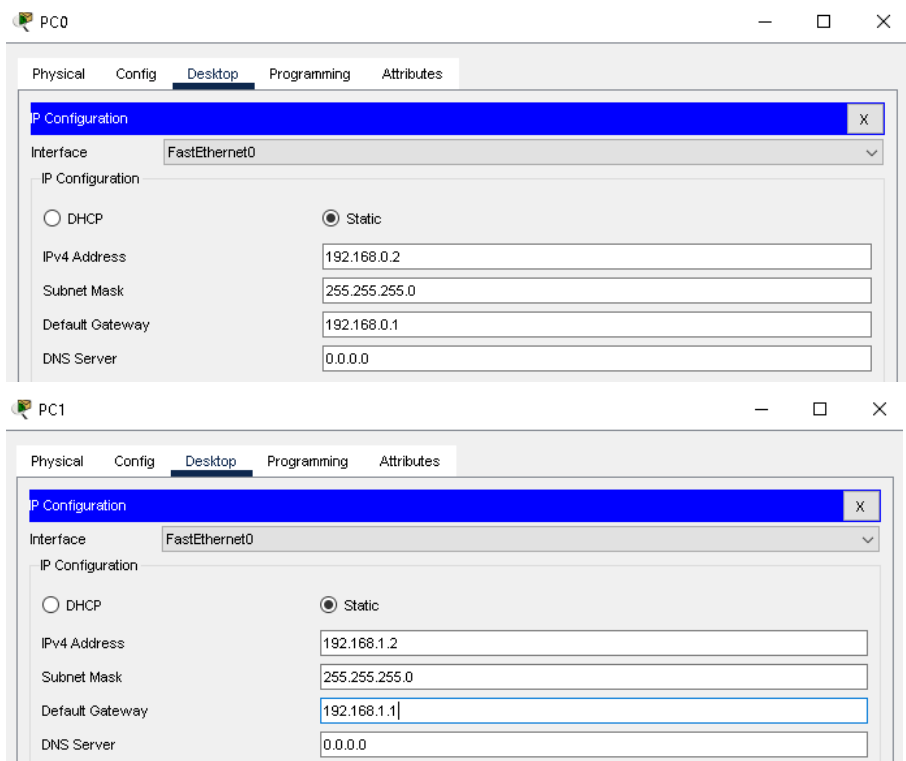 PC0
Physical Config Desktop Programming Attributes
IP Configuration X
Interface FastEthernet0
IP Configuration
DHCP Static
IPv4 Address 192.168.0.2
Subnet Mask 255.255.255.0
Default Gateway 192.168.0.1
DNS Server 0.0.0.0
PC1
Physical Config Desktop Programming Attributes
IP Configuration X
Interface FastEthernet0
IP Configuration
DHCP Static
IPv4 Address 192.168.1.2
Subnet Mask 255.255.255.0
Default Gateway 192.168.1.1
DNS Server 0.0.0.0